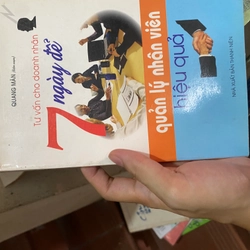 QUANG MẪN
Tư vấn cho doanh nhân
7 ngày để
quản lý nhân viên
hiệu quả
NHÀ XUẤT BẢN THANH NIÊN